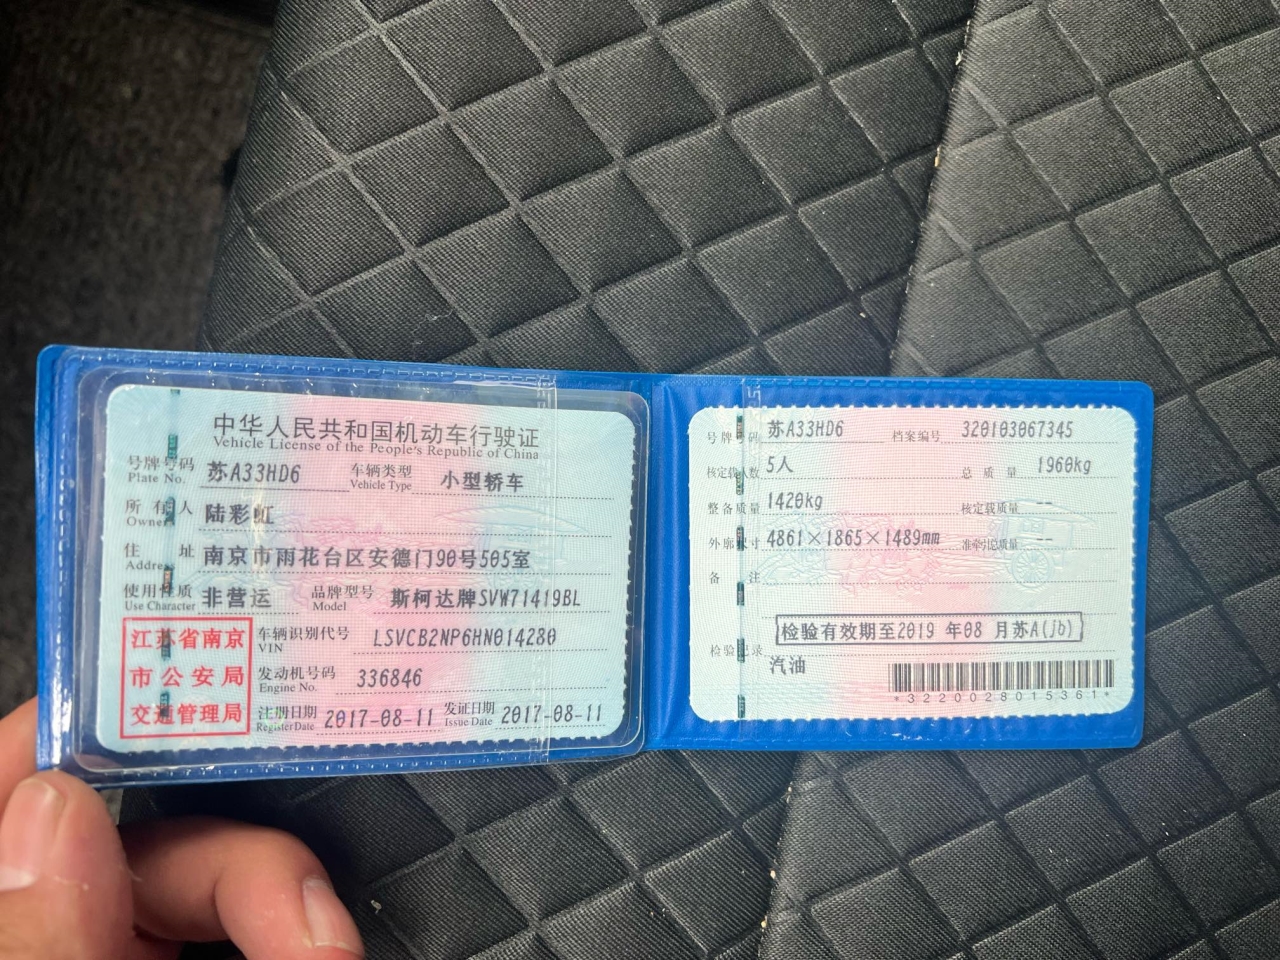 中华人民共和国机动车行驶证
Vehicle License of the People's Republic of China
号牌号码 苏A33HD6 车辆类型 小型轿车
Plate No. Vehicle Type
所有人 陆彩虹
Owner
住址 南京市雨花台区安德门90号505室
Address
使用性质 非营运 品牌型号 斯柯达牌SVW71419BL
Use Character Model
江苏省南京
市公安局
交通管理局
车辆识别代号 LSVCB2NP6HN014280
VIN
发动机号码 336846
Engine No.
注册日期 2017-08-11 发证日期 2017-08-11
Register Date Issue Date
号牌号码 苏A33HD6 档案编号 320103067345
核定载人数 5人 总质量 1960kg
整备质量 1420kg 核定载质量 --
外廓尺寸 4861×1865×1489mm 准牵引总质量 --
备注
检验有效期至2019 年08 月苏A(jb)
检验记录
汽油
*3220028015361*